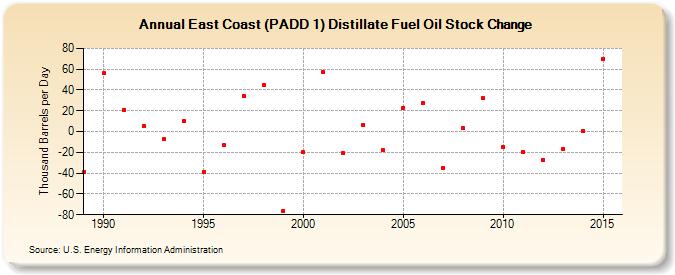 Annual East Coast (PADD 1) Distillate Fuel Oil Stock Change
Thousand Barrels per Day
80
60
40
20
0
-20
-40
-60
-80
1990 1995 2000 2005 2010 2015
Source: U.S. Energy Information Administration